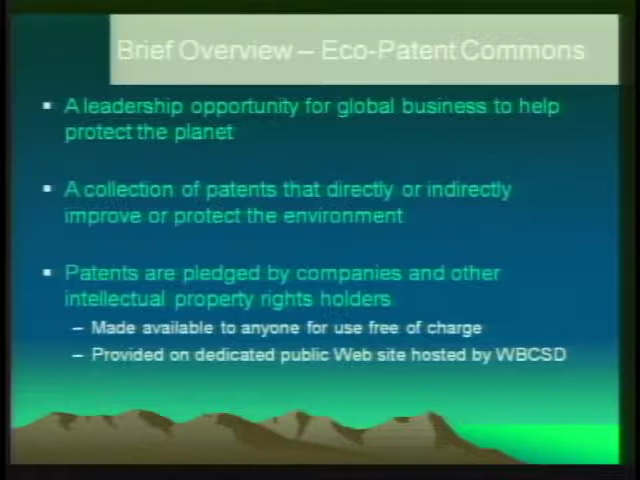 Brief Overview – Eco-Patent Commons
▪ A leadership opportunity for global business to help
protect the planet
▪ A collection of patents that directly or indirectly
improve or protect the environment
▪ Patents are pledged by companies and other
intellectual property rights holders
– Made available to anyone for use free of charge
– Provided on dedicated public Web site hosted by WBCSD